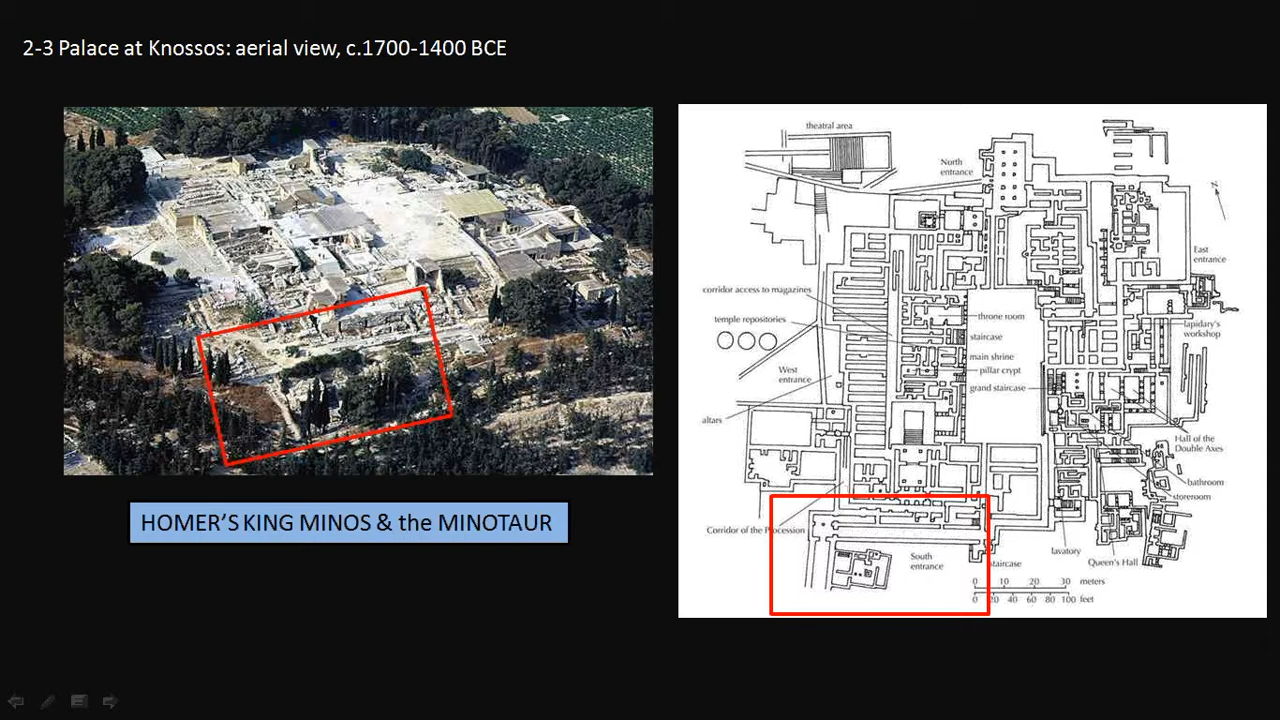 2-3 Palace at Knossos: aerial view, c.1700-1400 BCE
theatral area
North
entrance
N
East
entrance
corridor access to magazines
throne room
temple repositories
lapidary's
workshop
staircase
main shrine
pillar crypt
West
entrance
grand staircase
altars
Hall of the
Double Axes
bathroom
storeroom
HOMER'S KING MINOS & the MINOTAUR
Corridor of the Procession
South
entrance
staircase
lavatory
Queen's Hall
0 10 20 30 meters
0 20 40 60 80 100 feet